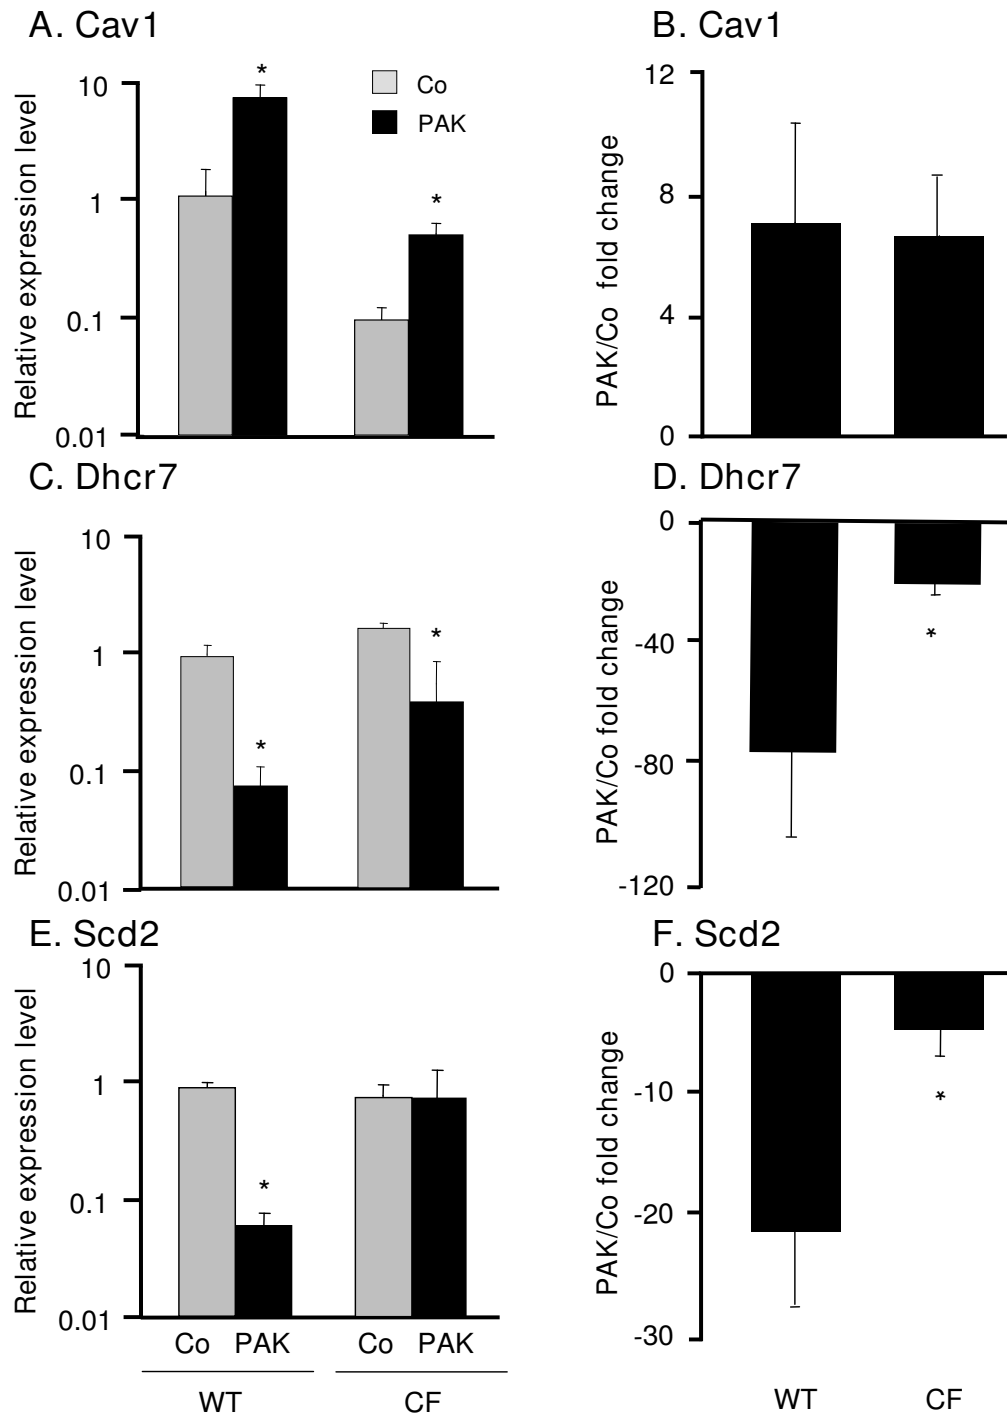 A. Cav1
Relative expression level
10
1
0.1
0.01
*
*
Co
PAK
B. Cav1
PAK/Co fold change
12
8
4
0
C. Dhcr7
Relative expression level
10
1
0.1
0.01
*
*
D. Dhcr7
PAK/Co fold change
0
-40
-80
-120
*
E. Scd2
Relative expression level
10
1
0.1
0.01
*
Co PAK Co PAK
WT CF
F. Scd2
PAK/Co fold change
0
-10
-20
-30
*
WT CF